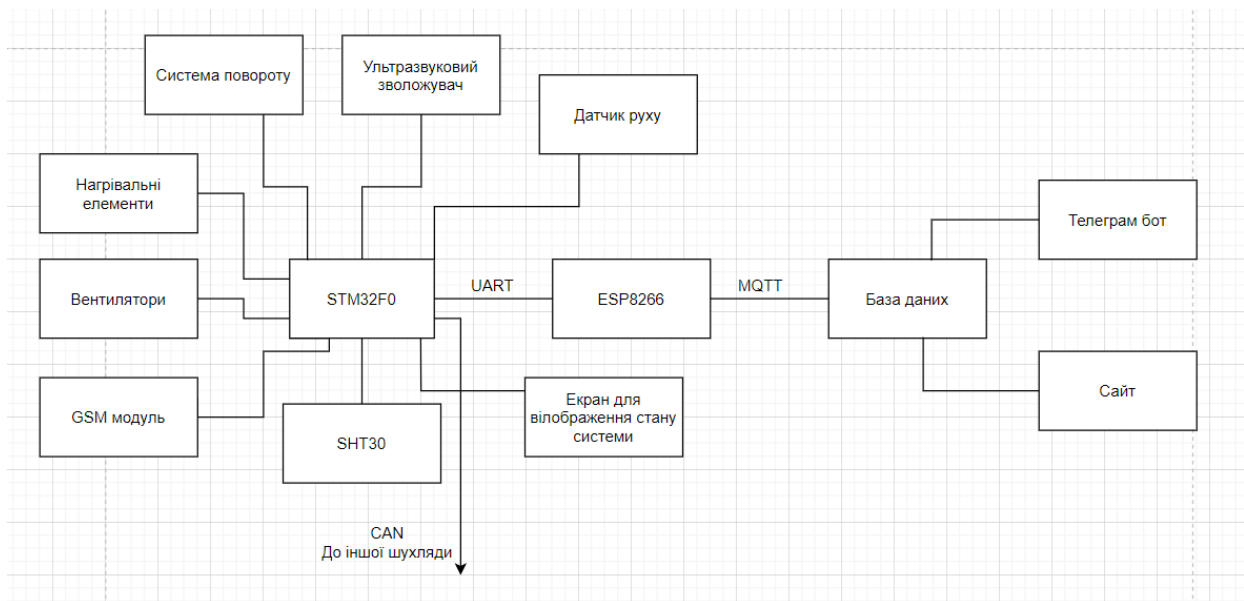 Система повороту
Ультразвуковий
зволожувач
Датчик руху
Нагрівальні
елементи
Телеграм бот
Вентилятори
STM32F0
UART
ESP8266
MQTT
База даних
GSM модуль
SHT30
Екран для
вілображення стану
системи
Сайт
CAN
До іншої шухляди